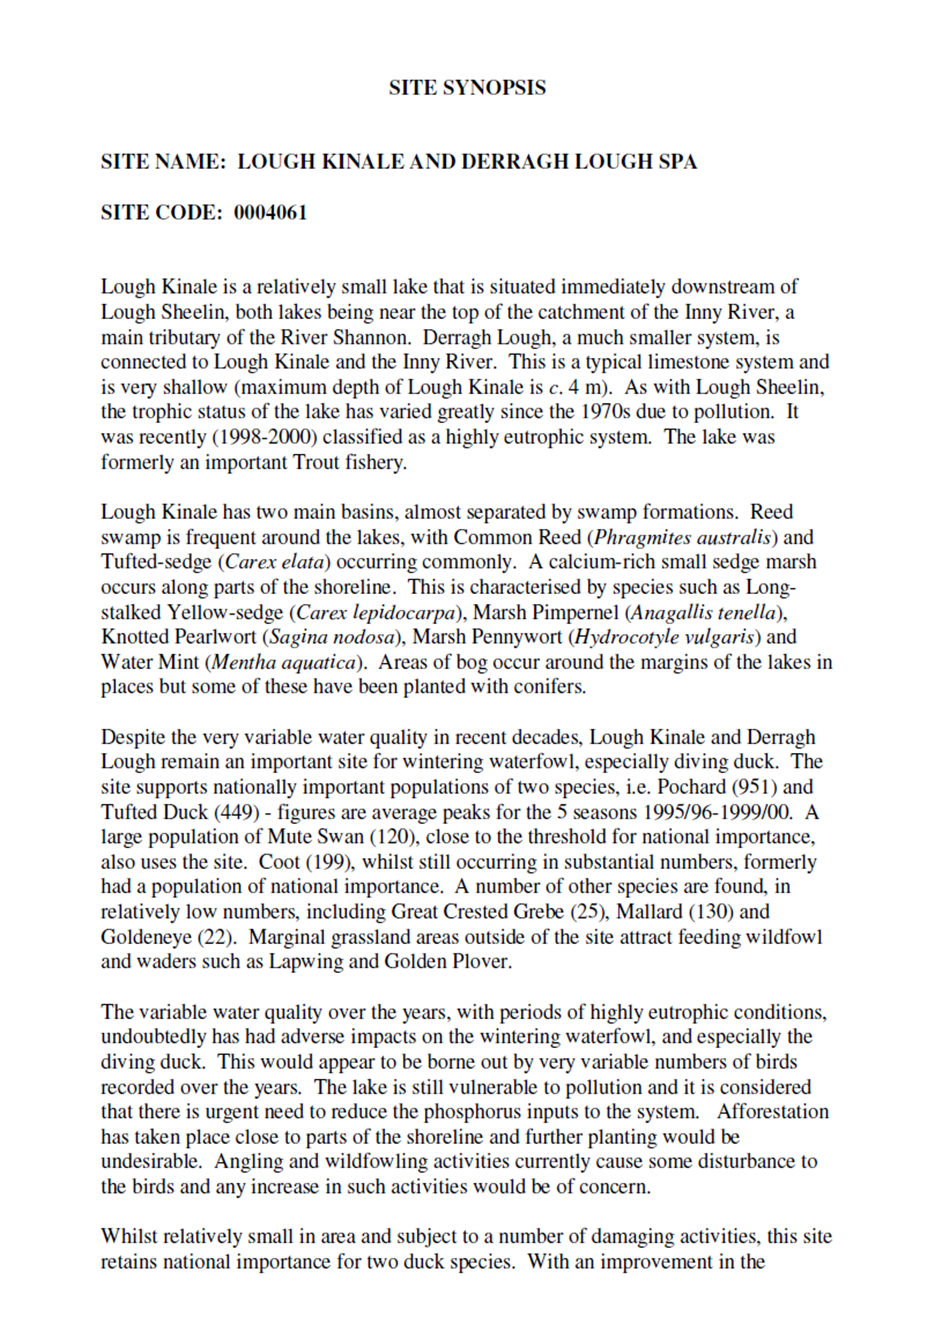 SITE SYNOPSIS
SITE NAME: LOUGH KINALE AND DERRAGH LOUGH SPA
SITE CODE: 0004061
Lough Kinale is a relatively small lake that is situated immediately downstream of
Lough Sheelin, both lakes being near the top of the catchment of the Inny River, a
main tributary of the River Shannon. Derragh Lough, a much smaller system, is
connected to Lough Kinale and the Inny River. This is a typical limestone system and
is very shallow (maximum depth of Lough Kinale is c. 4 m). As with Lough Sheelin,
the trophic status of the lake has varied greatly since the 1970s due to pollution. It
was recently (1998-2000) classified as a highly eutrophic system. The lake was
formerly an important Trout fishery.
Lough Kinale has two main basins, almost separated by swamp formations. Reed
swamp is frequent around the lakes, with Common Reed (Phragmites australis) and
Tufted-sedge (Carex elata) occurring commonly. A calcium-rich small sedge marsh
occurs along parts of the shoreline. This is characterised by species such as Long-
stalked Yellow-sedge (Carex lepidocarpa), Marsh Pimpernel (Anagallis tenella),
Knotted Pearlwort (Sagina nodosa), Marsh Pennywort (Hydrocotyle vulgaris) and
Water Mint (Mentha aquatica). Areas of bog occur around the margins of the lakes in
places but some of these have been planted with conifers.
Despite the very variable water quality in recent decades, Lough Kinale and Derragh
Lough remain an important site for wintering waterfowl, especially diving duck. The
site supports nationally important populations of two species, i.e. Pochard (951) and
Tufted Duck (449) - figures are average peaks for the 5 seasons 1995/96-1999/00. A
large population of Mute Swan (120), close to the threshold for national importance,
also uses the site. Coot (199), whilst still occurring in substantial numbers, formerly
had a population of national importance. A number of other species are found, in
relatively low numbers, including Great Crested Grebe (25), Mallard (130) and
Goldeneye (22). Marginal grassland areas outside of the site attract feeding wildfowl
and waders such as Lapwing and Golden Plover.
The variable water quality over the years, with periods of highly eutrophic conditions,
undoubtedly has had adverse impacts on the wintering waterfowl, and especially the
diving duck. This would appear to be borne out by very variable numbers of birds
recorded over the years. The lake is still vulnerable to pollution and it is considered
that there is urgent need to reduce the phosphorus inputs to the system. Afforestation
has taken place close to parts of the shoreline and further planting would be
undesirable. Angling and wildfowling activities currently cause some disturbance to
the birds and any increase in such activities would be of concern.
Whilst relatively small in area and subject to a number of damaging activities, this site
retains national importance for two duck species. With an improvement in the